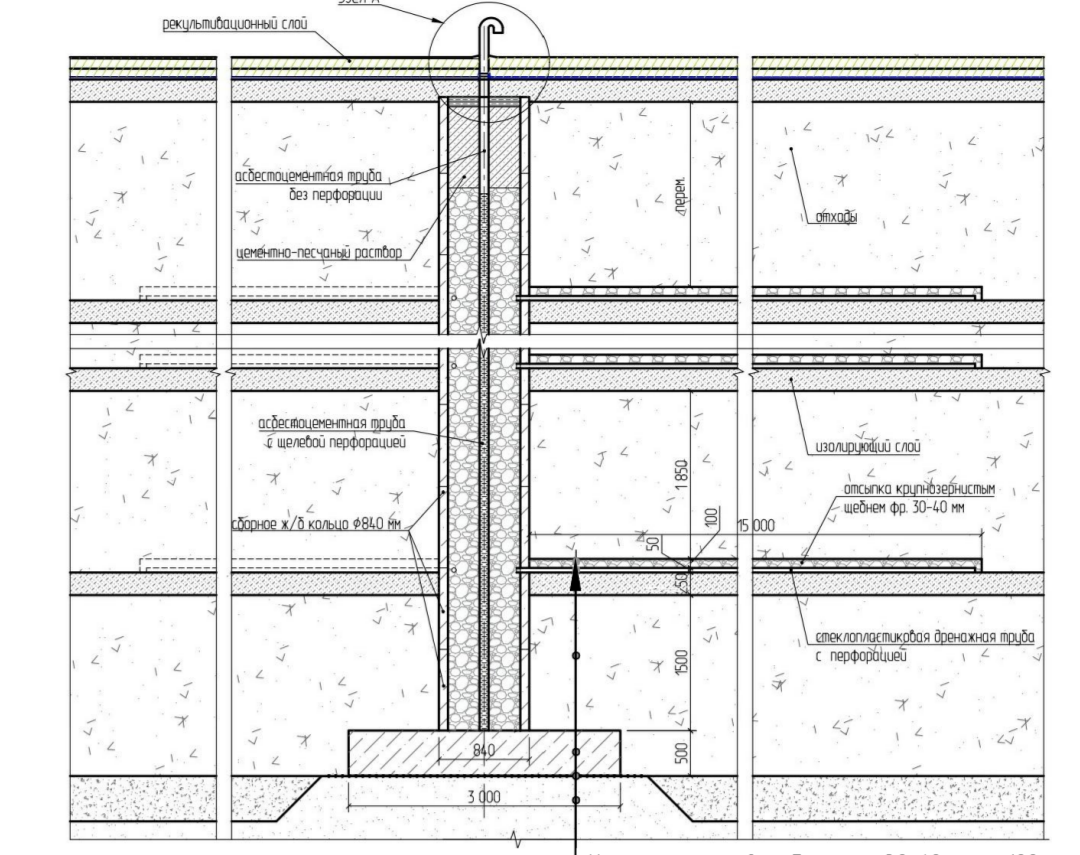 рекультивационный слой
асбестоцементная труба
без перфорации
цементно-песчаный раствор
перем.
отходы
асбестоцементная труба
с щелевой перфорацией
изолирующий слой
1 850
отсыпка крупнозернистым
щебнем фр. 30-40 мм
100
15 000
50
сборное ж/б кольцо ф840 мм
стеклопластиковая дренажная труба
с перфорацией
1500
840
500
3 000